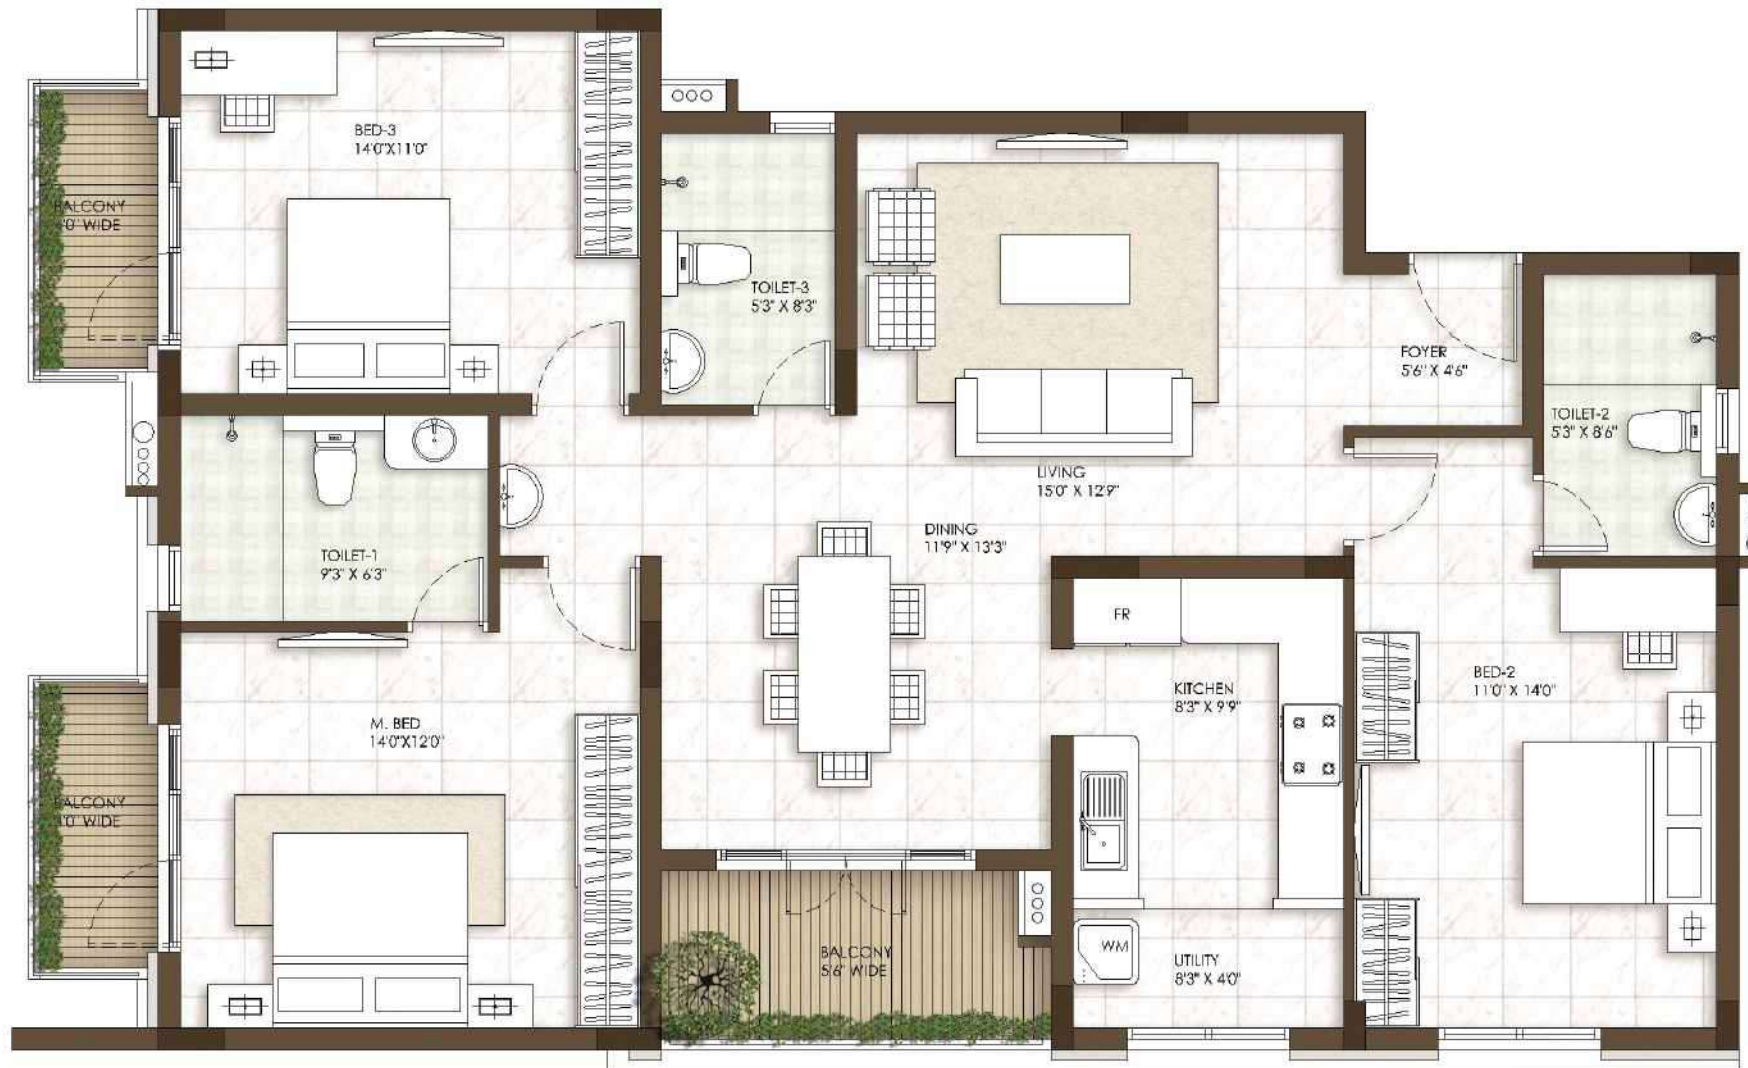 BED-3
14'0"X11'0"
BALCONY
WIDE
TOILET-3
5'3" X 8'3"
FOYER
5'6" X 4'6"
TOILET-2
5'3" X 8'6"
LIVING
15'0" X 12'9"
DINING
11'9" X 13'3"
TOILET-1
9'3" X 6'3"
FR
KITCHEN
8'3" X 9'9"
BED-2
11'0" X 14'0"
M. BED
14'0"X12'0"
BALCONY
WIDE
BALCONY
5'6" WIDE
WM
UTILITY
8'3" X 4'0"